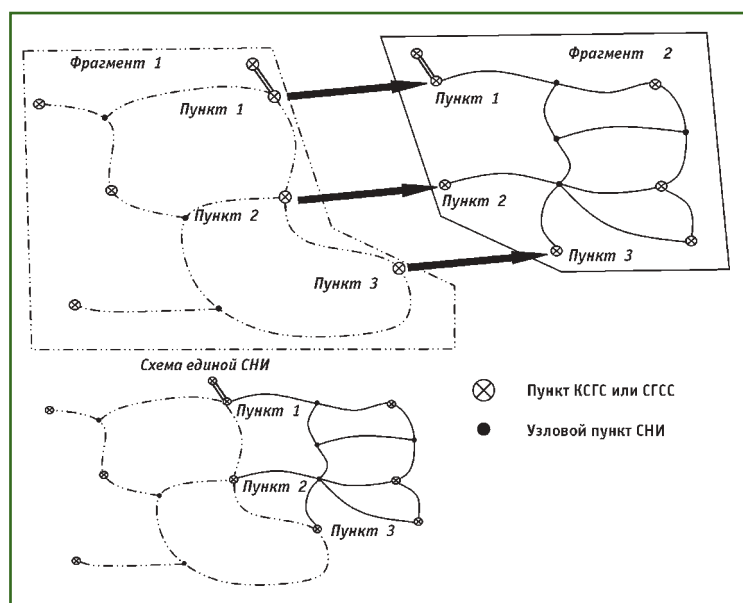 Фрагмент 1
Фрагмент 2
Пункт 1
Пункт 1
Пункт 2
Пункт 2
Пункт 3
Пункт 3
Схема единой СНИ
Пункт 1
Пункт КСГС или СГСС
Узловой пункт СНИ
Пункт 2
Пункт 3